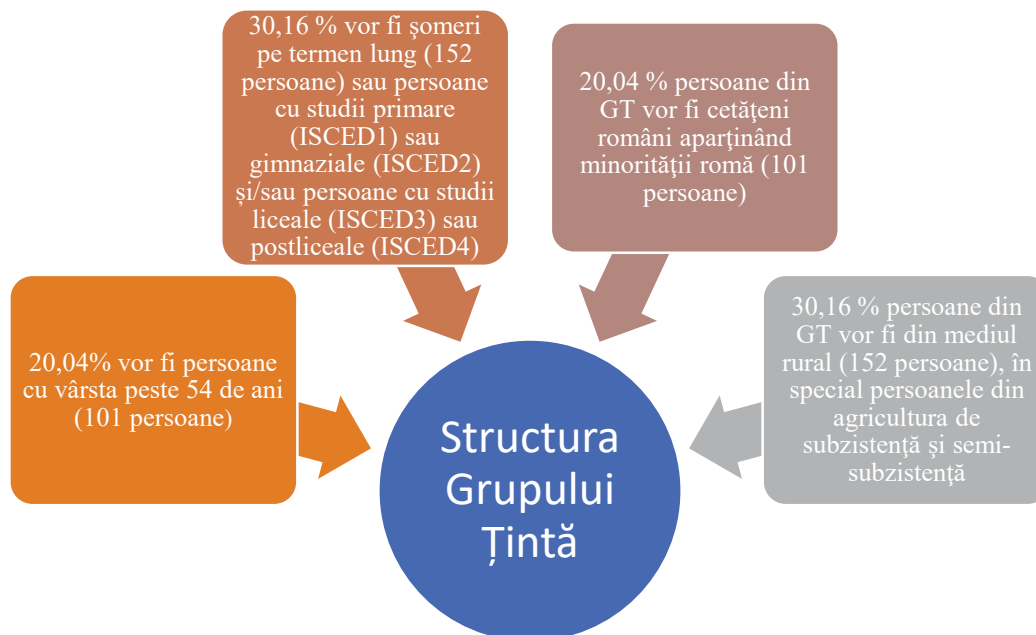 30,16 % vor fi şomeri
pe termen lung (152
persoane) sau persoane
cu studii primare
(ISCED1) sau
gimnaziale (ISCED2)
și/sau persoane cu studii
liceale (ISCED3) sau
postliceale (ISCED4)
20,04 % persoane din
GT vor fi cetăţeni
români aparţinând
minorităţii romă (101
persoane)
20,04% vor fi persoane
cu vârsta peste 54 de ani
(101 persoane)
30,16 % persoane din
GT vor fi din mediul
rural (152 persoane), în
special persoanele din
agricultura de
subzistenţă şi semi-
subzistenţă
Structura
Grupului
Țintă